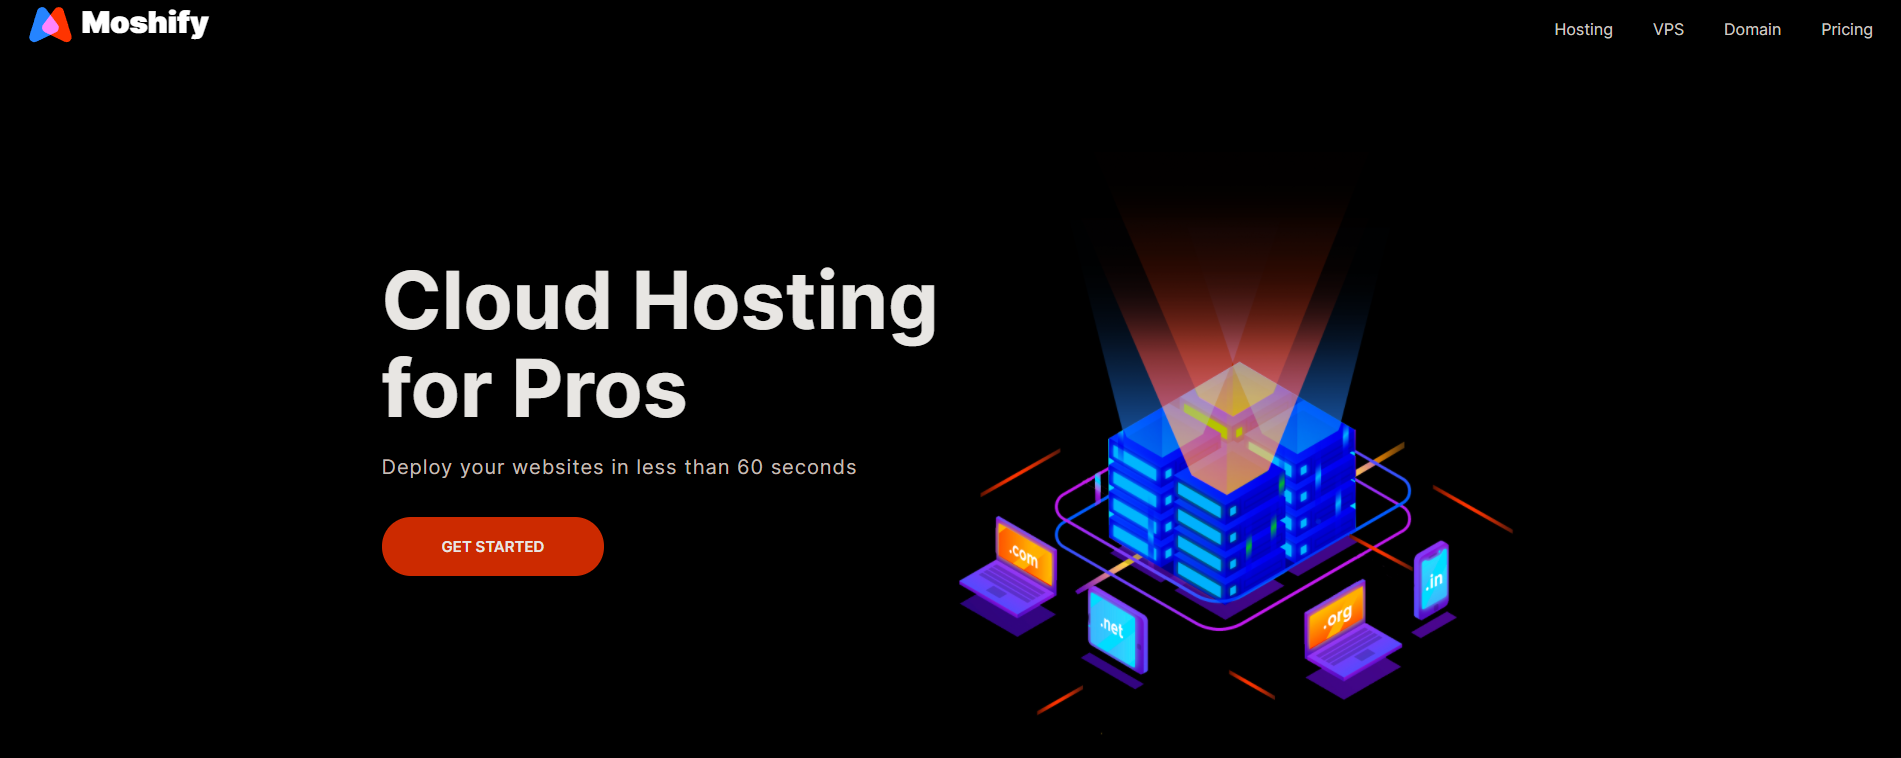 Moshify
Hosting VPS Domain Pricing
Cloud Hosting
for Pros
Deploy your websites in less than 60 seconds
GET STARTED
.com
.net
.org
.in